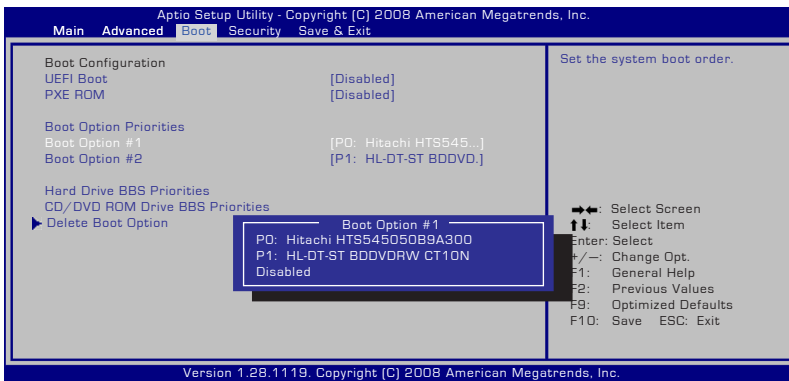 Aptio Setup Utility - Copyright (C) 2008 American Megatrends, Inc.
Main Advanced Boot Security Save & Exit
Boot Configuration
UEFI Boot [Disabled]
PXE ROM [Disabled]
Boot Option Priorities
Boot Option #1 [P0: Hitachi HTS545...]
Boot Option #2 [P1: HL-DT-ST BDDVD.]
Hard Drive BBS Priorities
CD/DVD ROM Drive BBS Priorities
Delete Boot Option
Boot Option #1
P0: Hitachi HTS545050B9A300
P1: HL-DT-ST BDDVDRW CT10N
Disabled
Set the system boot order.
→←: Select Screen
↑↓: Select Item
Enter: Select
+/—: Change Opt.
F1: General Help
F2: Previous Values
F9: Optimized Defaults
F10: Save ESC: Exit
Version 1.28.1119. Copyright (C) 2008 American Megatrends, Inc.